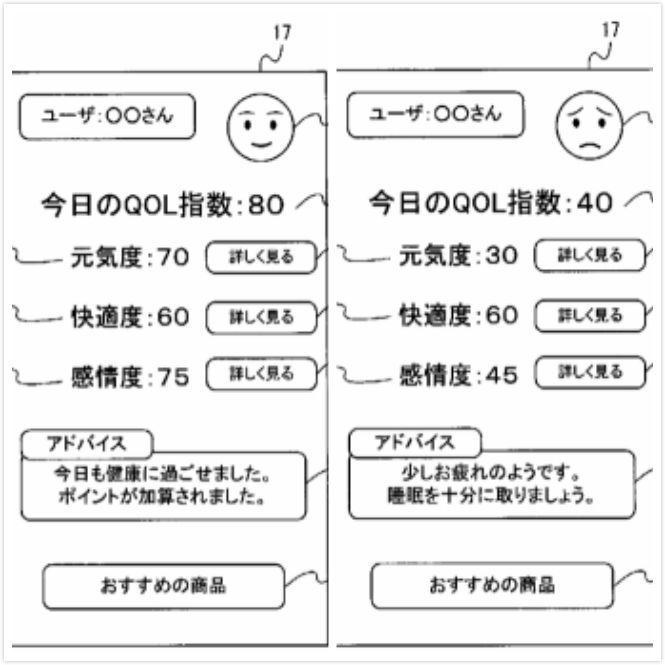 17
ユーザ:〇〇さん
今日のQOL指数:80
元気度:70 詳しく見る
快適度:60 詳しく見る
感情度:75 詳しく見る
アドバイス
今日も健康に過ごせました。
ポイントが加算されました。
おすすめの商品
17
ユーザ:〇〇さん
今日のQOL指数:40
元気度:30 詳しく見る
快適度:60 詳しく見る
感情度:45 詳しく見る
アドバイス
少しお疲れのようです。
睡眠を十分に取りましょう。
おすすめの商品